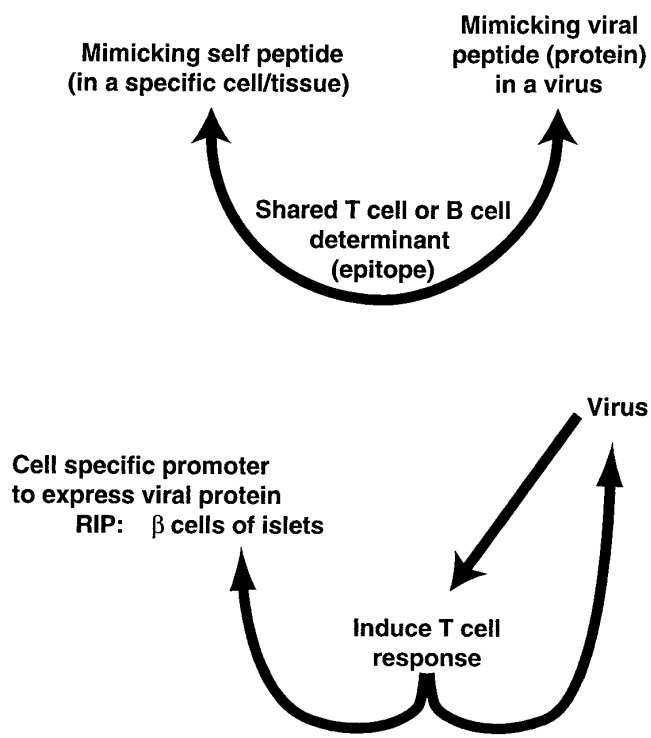 Mimicking self peptide
(in a specific cell/tissue)
Mimicking viral
peptide (protein)
in a virus
Shared T cell or B cell
determinant
(epitope)
Virus
Cell specific promoter
to express viral protein
RIP: β cells of islets
Induce T cell
response